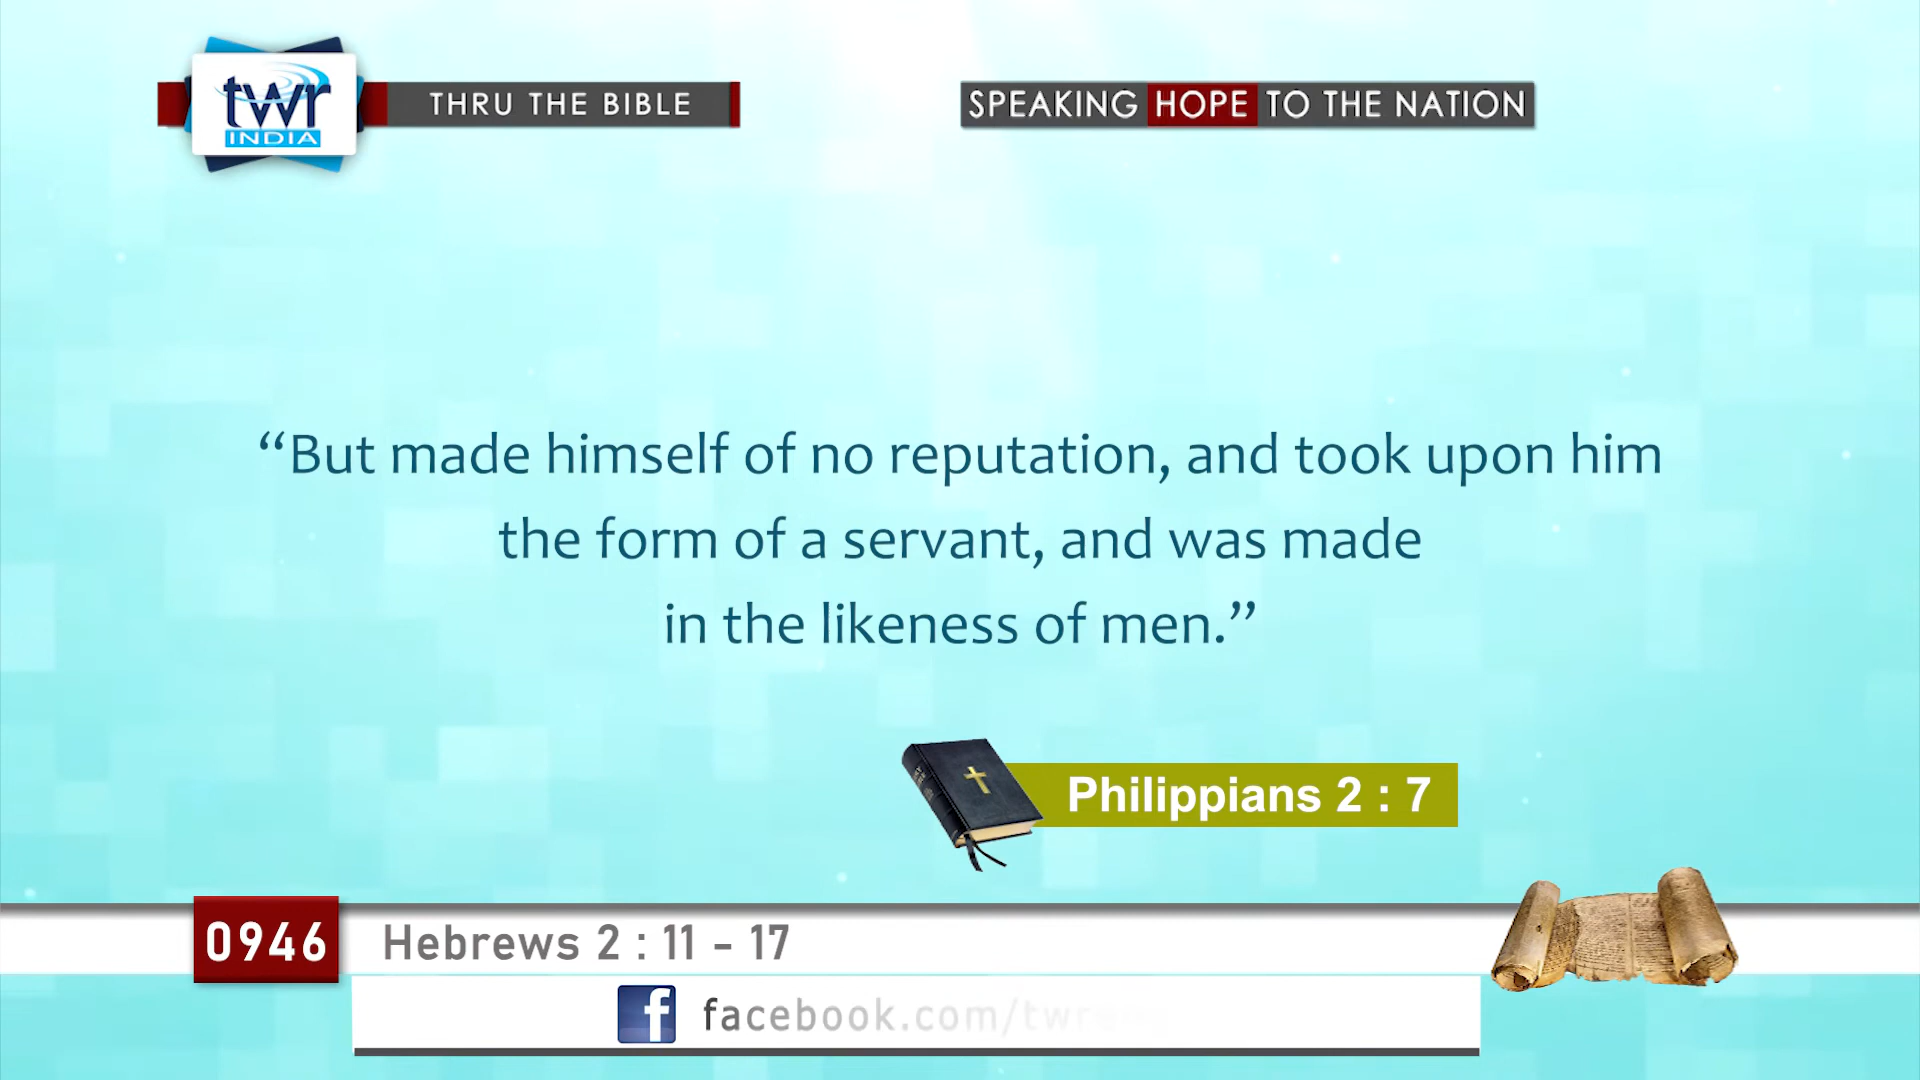 twr
INDIA
THRU THE BIBLE
SPEAKING HOPE TO THE NATION
“But made himself of no reputation, and took upon him
the form of a servant, and was made
in the likeness of men.”
Philippians 2 : 7
0946
Hebrews 2 : 11 - 17
facebook.com/twr